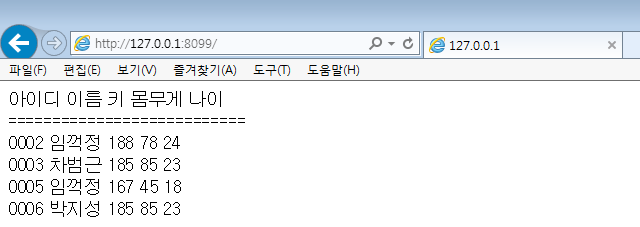 http://127.0.0.1:8099/
127.0.0.1
파일(F) 편집(E) 보기(V) 즐겨찾기(A) 도구(T) 도움말(H)
아이디 이름 키 몸무게 나이
===========================
0002 임꺽정 188 78 24
0003 차범근 185 85 23
0005 임꺽정 167 45 18
0006 박지성 185 85 23